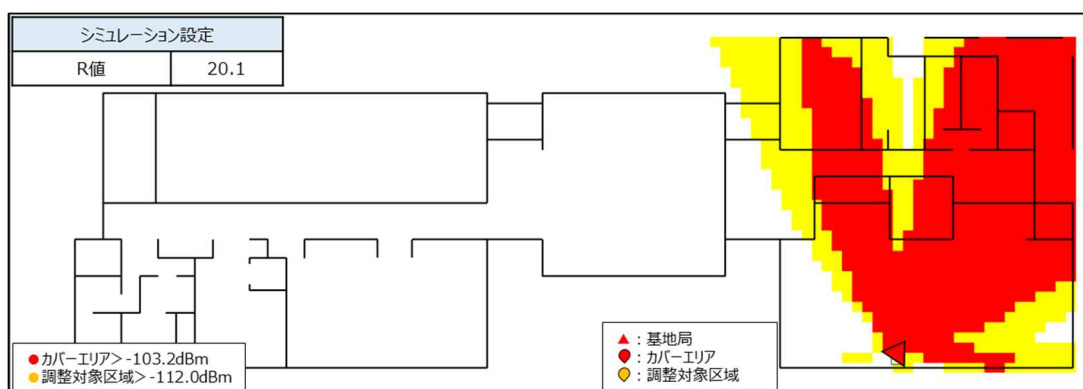 シミュレーション設定
R値 20.1
●カバーエリア>-103.2dBm
●調整対象区域>-112.0dBm
▲：基地局
：カバーエリア
：調整対象区域